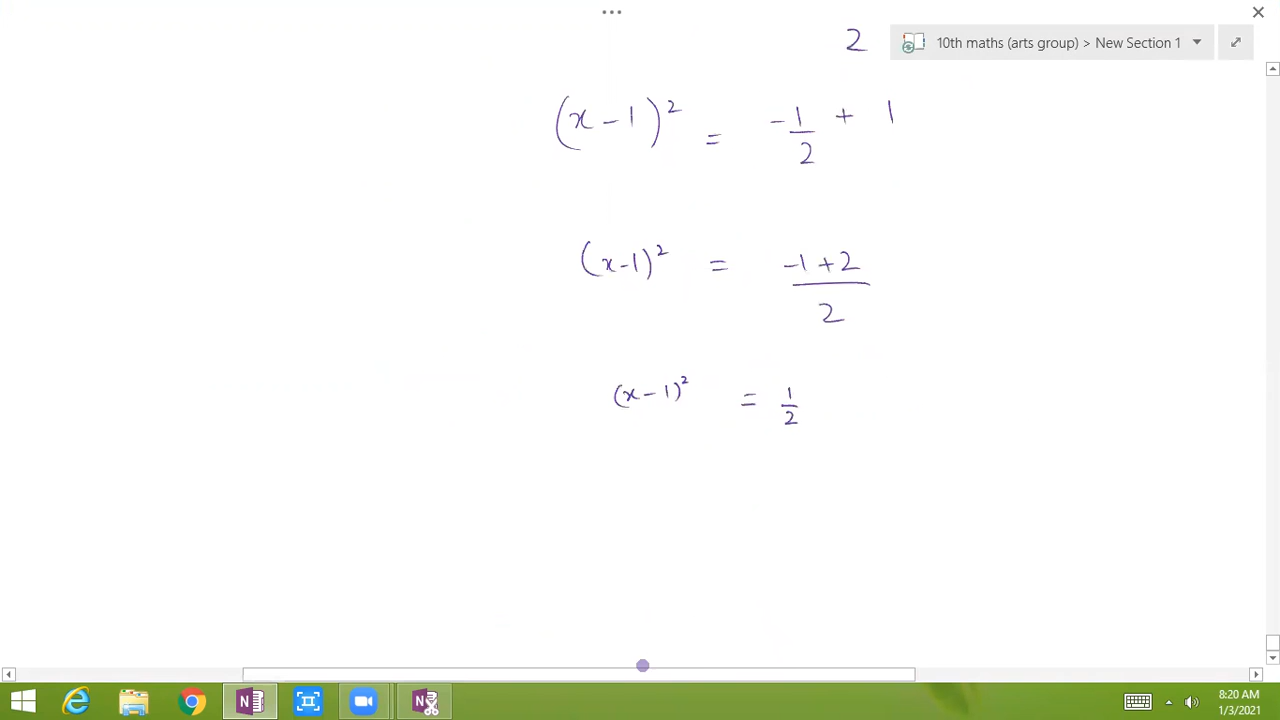 2
10th maths (arts group) > New Section 1
(x - 1)² = -1/2 + 1
(x-1)² = (-1+2)/2
(x-1)² = 1/2
8:20 AM
1/3/2021